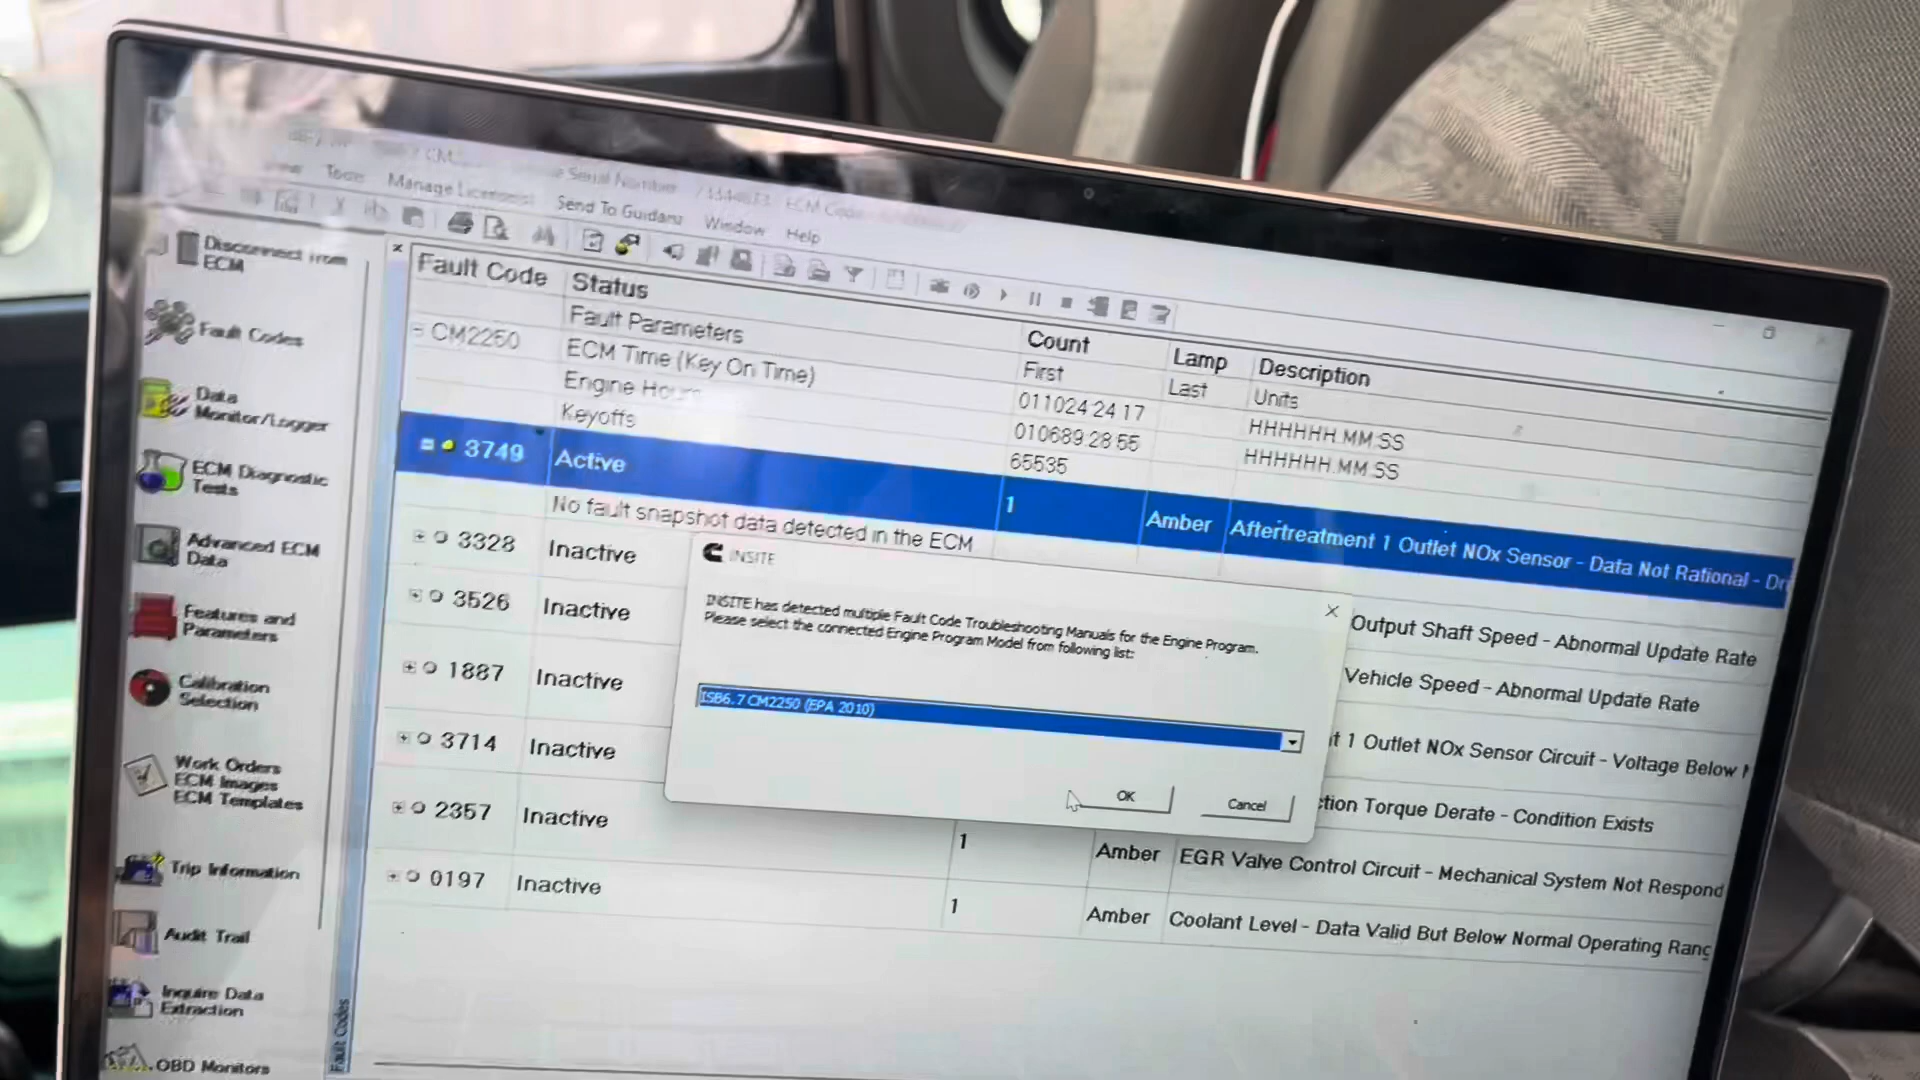 CM
Serial Number
ECM Code
Tools Manage Licenses Send To Guidanz Window Help
Disconnect from
ECM
Fault Codes
Data
Monitor/Logger
ECM Diagnostic
Tests
Advanced ECM
Data
Features and
Parameters
Calibration
Selection
Work Orders
ECM Images
ECM Templates
Trip Information
Audit Trail
Inquire Data
Extraction
OBD Monitors
Fault Codes
Fault Code Status Count Lamp Description
Fault Parameters First Last Units
CM2250 ECM Time (Key On Time) 011024:24:17 HHHHHH:MM:SS
Engine Hours 010689:28:55 HHHHHH:MM:SS
Keyoffs 65535
3749 Active 1 Amber Aftertreatment 1 Outlet NOx Sensor - Data Not Rational - Dr
No fault snapshot data detected in the ECM
3328 Inactive Output Shaft Speed - Abnormal Update Rate
3526 Inactive Vehicle Speed - Abnormal Update Rate
1887 Inactive t 1 Outlet NOx Sensor Circuit - Voltage Below
3714 Inactive ction Torque Derate - Condition Exists
2357 Inactive 1 Amber EGR Valve Control Circuit - Mechanical System Not Respond
0197 Inactive 1 Amber Coolant Level - Data Valid But Below Normal Operating Rang
INSITE
INSITE has detected multiple Fault Code Troubleshooting Manuals for the Engine Program.
Please select the connected Engine Program Model from following list:
ISB6.7 CM2250 (EPA 2010)
OK Cancel